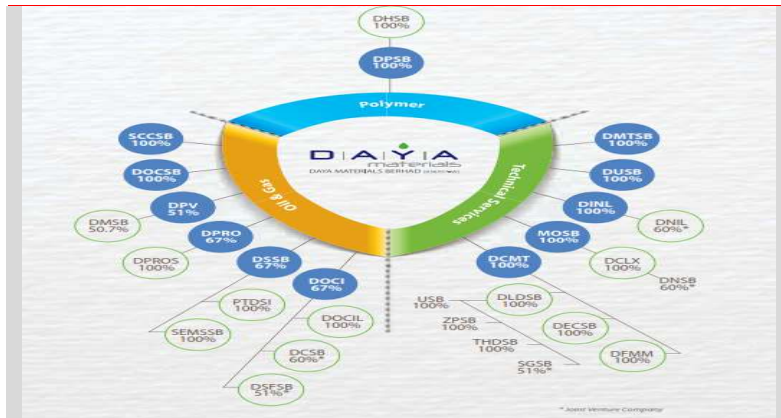 DHSB
100%
DPSB
100%
Polymer
SCCSB
100%
DOCSB
100%
DPV
51%
DMSB
50.7%
DPRO
67%
DPROS
100%
DSSB
67%
PTDSI
100%
SEMSSB
100%
DOCI
67%
DOCIL
100%
DCSB
60%*
DSFSB
51%*
Oil & Gas
DAYA
materials
DAYA MATERIALS BERHAD
Technical Services
DMTSB
100%
DUSB
100%
DINL
100%
DNIL
60%*
MOSB
100%
DCLX
100%
DNSB
60%*
DCMT
100%
DLDSB
100%
DECSB
100%
DFMM
100%
USB
100%
ZPSB
100%
THDSB
100%
SGSB
51%*
* Joint Venture Company